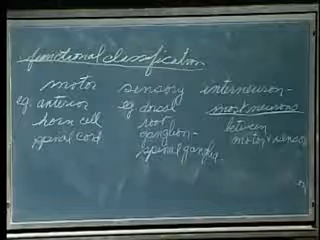 functional classification
motor sensory interneuron-
eg. anterior eg. dorsal most neurons
horn cell root between
spinal cord ganglion- motor + sensor
spinal ganglia